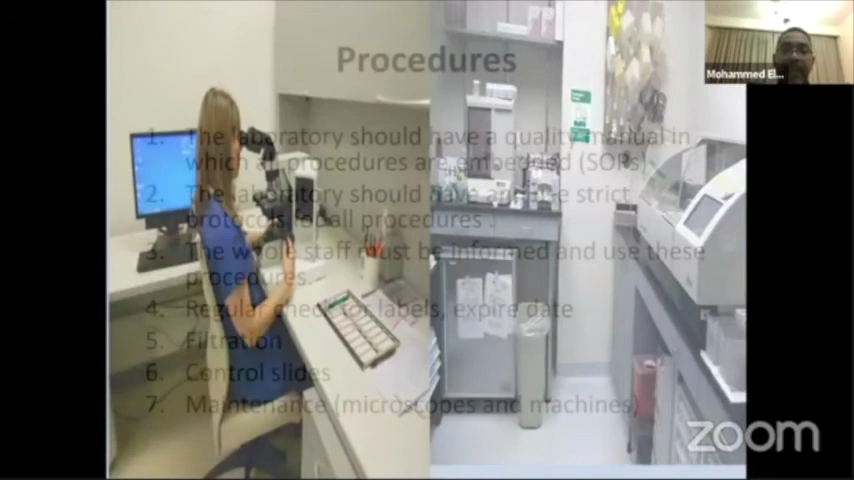 Procedures
Mohammed El...
1. The laboratory should have a quality manual in
which all procedures are embedded (SOPs)
2. The laboratory should have and use strict
protocols for all procedures .
3. The whole staff must be informed and use these
procedures.
4. Regular check for labels, expire date
5. Filtration
6. Control slides
7. Maintenance (microscopes and machines)
zoom